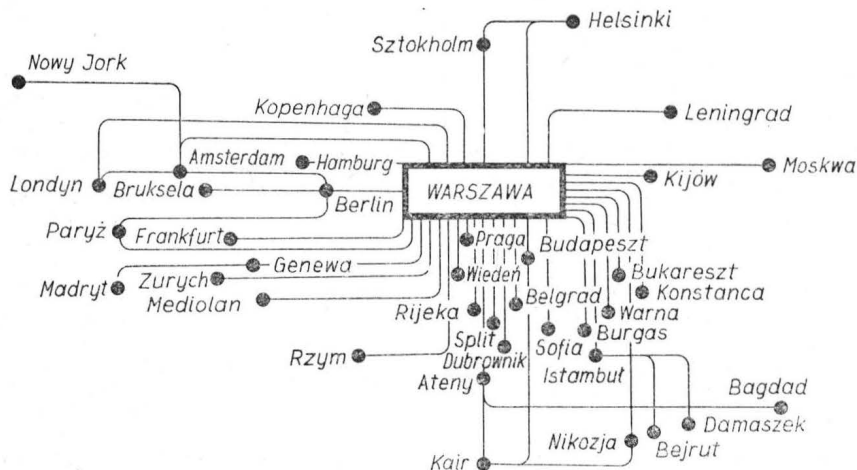 Helsinki
Sztokholm
Nowy Jork
Kopenhaga
Leningrad
Amsterdam
Hamburg
Moskwa
Londyn
Bruksela
Berlin
WARSZAWA
Kijów
Paryż
Frankfurt
Praga
Budapeszt
Genewa
Wiedeń
Bukareszt
Madryt
Zurych
Mediolan
Konstanca
Rijeka
Belgrad
Warna
Split
Burgas
Dubrownik
Sofia
Rzym
Istambuł
Ateny
Bagdad
Damaszek
Nikozja
Bejrut
Kair